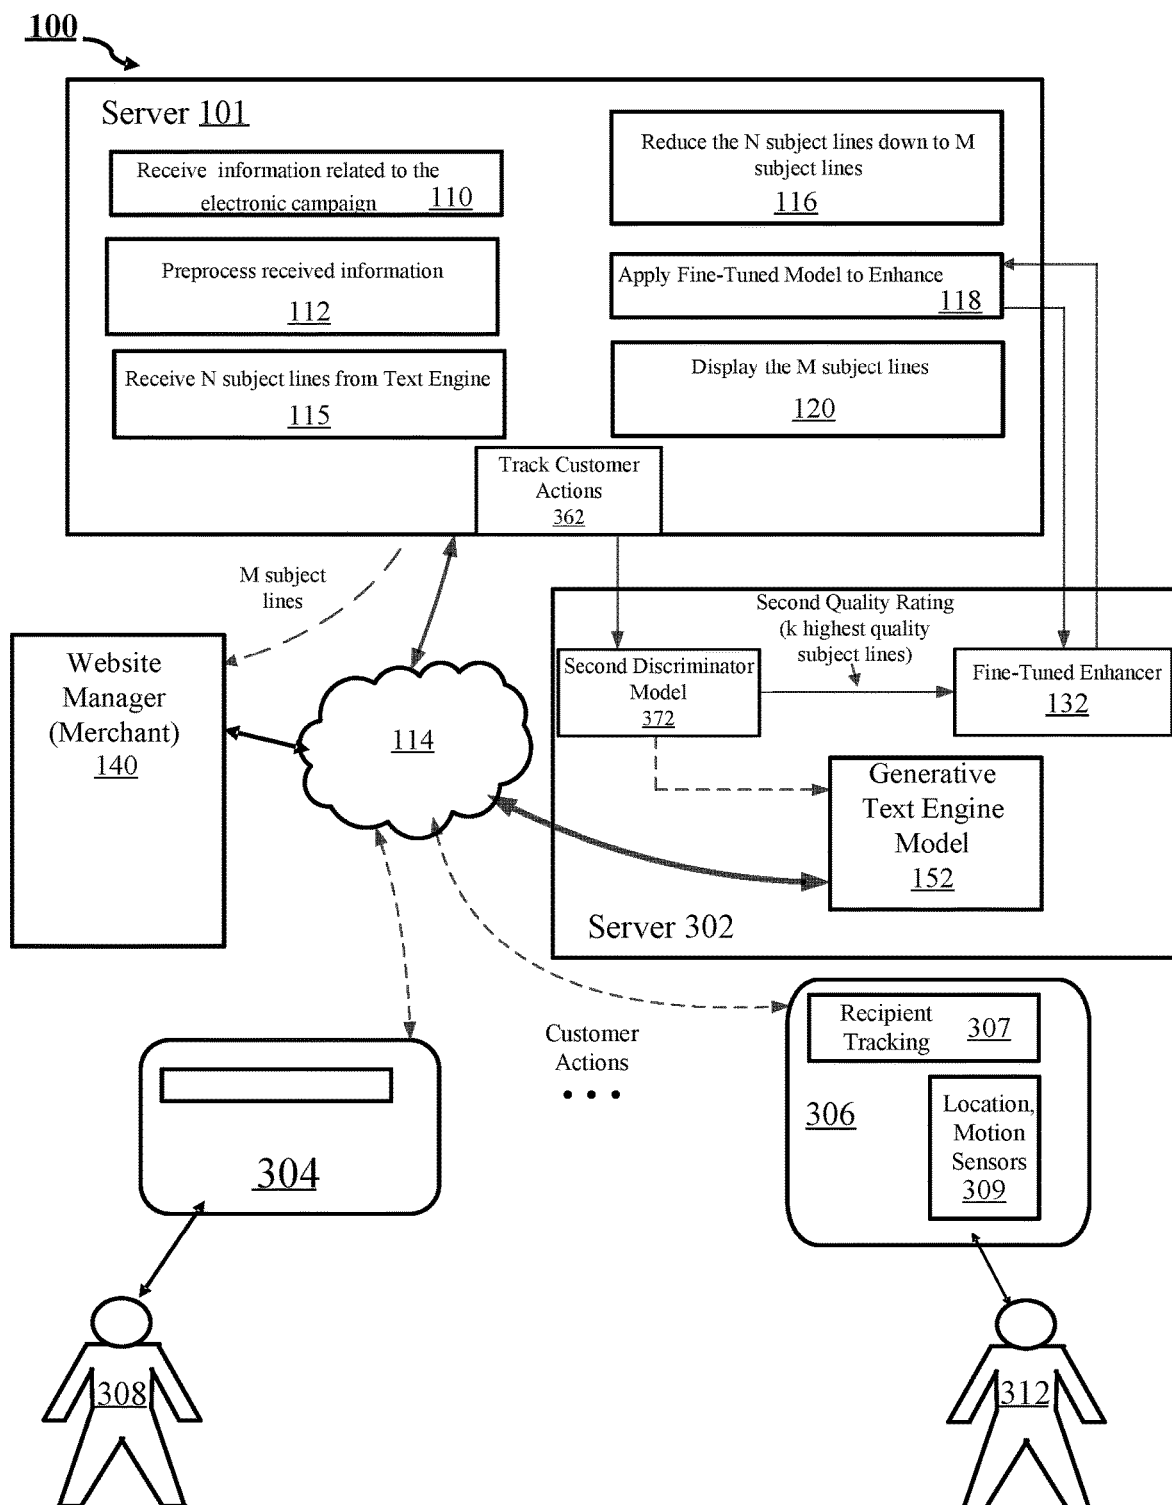 100
Server 101
Receive information related to the
electronic campaign 110
Preprocess received information
112
Receive N subject lines from Text Engine
115
Reduce the N subject lines down to M
subject lines
116
Apply Fine-Tuned Model to Enhance
118
Display the M subject lines
120
Track Customer
Actions
362
M subject
lines
Website
Manager
(Merchant)
140
114
Second Quality Rating
(k highest quality
subject lines)
Second Discriminator
Model
372
Fine-Tuned Enhancer
132
Generative
Text Engine
Model
152
Server 302
Customer
Actions
304
Recipient
Tracking 307
306
Location,
Motion
Sensors
309
308
312